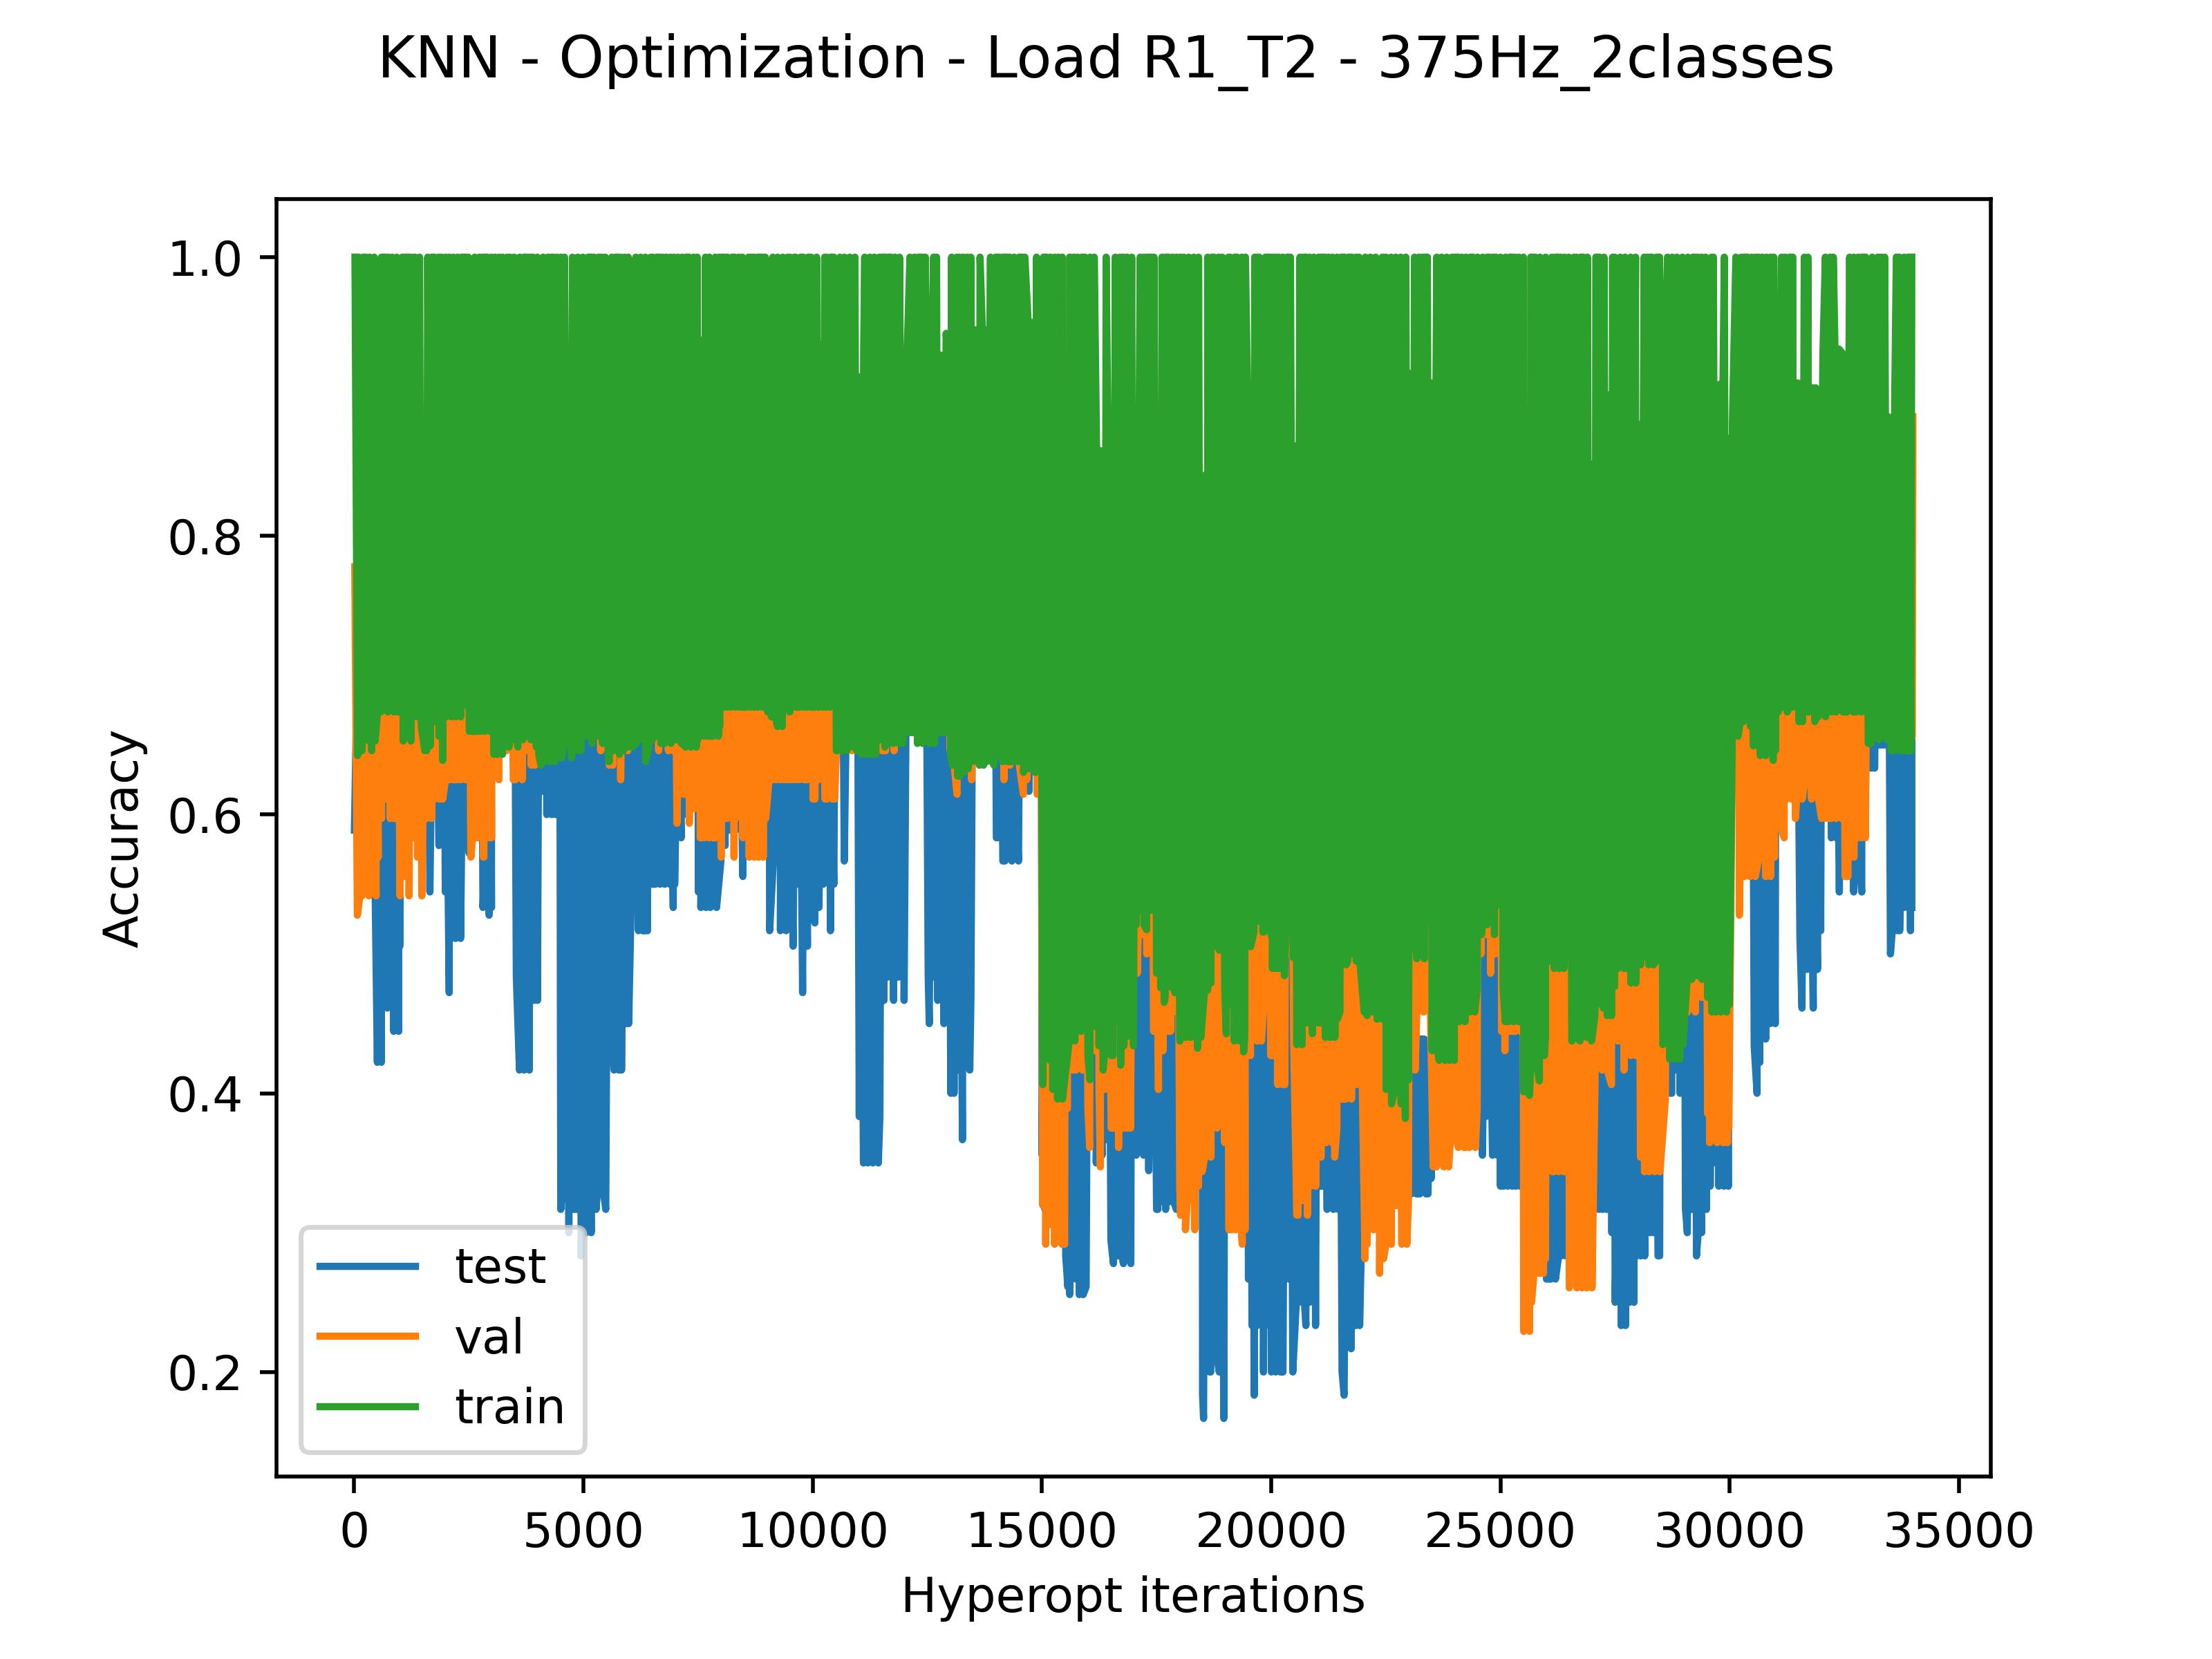 KNN - Optimization - Load R1_T2 - 375Hz_2classes
1.0
0.8
0.6
0.4
0.2
Accuracy
test
val
train
0 5000 10000 15000 20000 25000 30000 35000
Hyperopt iterations